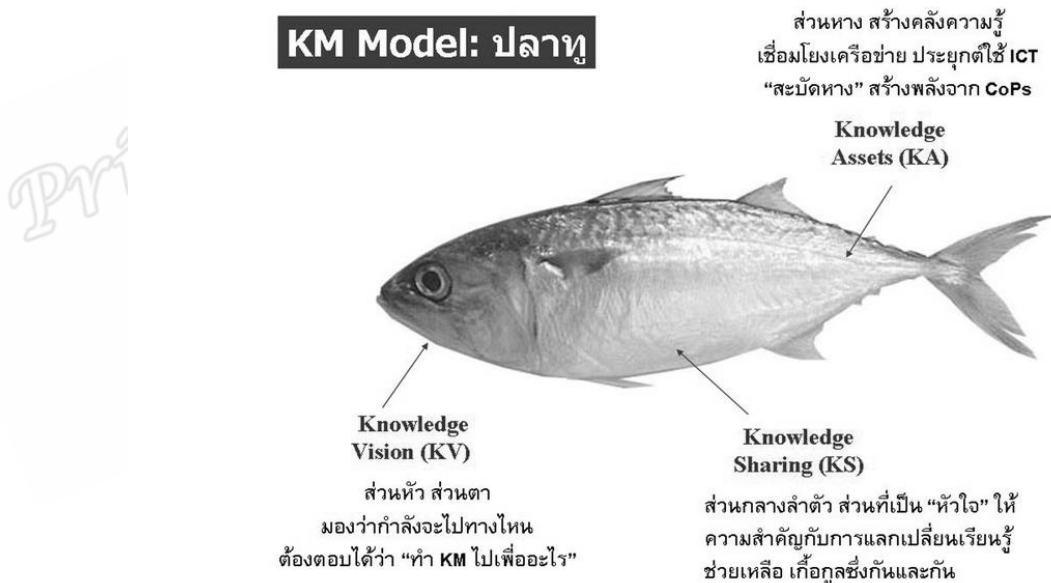 KM Model: ปลาทู
ส่วนหาง สร้างคลังความรู้
เชื่อมโยงเครือข่าย ประยุกต์ใช้ ICT
“สะบัดหาง” สร้างพลังจาก CoPs
Knowledge
Assets (KA)
Knowledge
Vision (KV)
ส่วนหัว ส่วนตา
มองว่ากำลังจะไปทางไหน
ต้องตอบได้ว่า “ทำ KM ไปเพื่ออะไร”
Knowledge
Sharing (KS)
ส่วนกลางลำตัว ส่วนที่เป็น “หัวใจ” ให้
ความสำคัญกับการแลกเปลี่ยนเรียนรู้
ช่วยเหลือ เกื้อกูลซึ่งกันและกัน